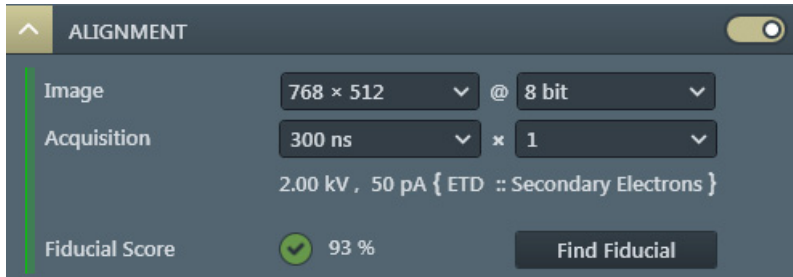 ALIGNMENT
Image 768 × 512 @ 8 bit
Acquisition 300 ns × 1
2.00 kV , 50 pA { ETD :: Secondary Electrons }
Fiducial Score 93 % Find Fiducial